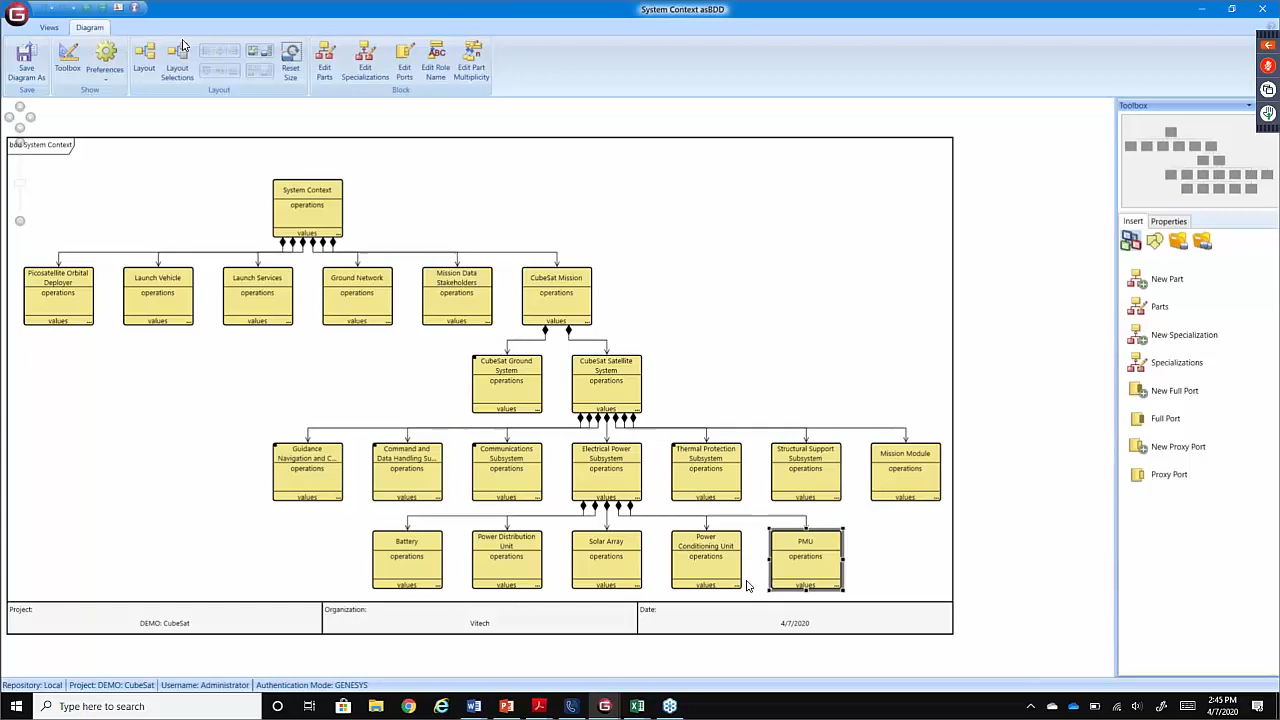 System Context asBDD
Views
Diagram
Save
Diagram As
Toolbox
Preferences
Layout
Layout
Selections
Reset
Size
Edit
Parts
Edit
Specializations
Edit
Ports
Edit Role
Name
Edit Part
Multiplicity
Save
Show
Layout
Block
bdd System Context
System Context
operations
values
Picosatellite Orbital
Deployer
operations
values
Launch Vehicle
operations
values
Launch Services
operations
values
Ground Network
operations
values
Mission Data
Stakeholders
operations
values
CubeSat Mission
operations
values
CubeSat Ground
System
operations
values
CubeSat Satellite
System
operations
values
Guidance
Navigation and C...
operations
values
Command and
Data Handling Su...
operations
values
Communications
Subsystem
operations
values
Electrical Power
Subsystem
operations
values
Thermal Protection
Subsystem
operations
values
Structural Support
Subsystem
operations
values
Mission Module
operations
values
Battery
operations
values
Power Distribution
Unit
operations
values
Solar Array
operations
values
Power
Conditioning Unit
operations
values
PMU
operations
values
Project:
DEMO: CubeSat
Organization:
Vitech
Date:
4/7/2020
Toolbox
Insert
Properties
New Part
Parts
New Specialization
Specializations
New Full Port
Full Port
New Proxy Port
Proxy Port
Repository: Local
Project: DEMO: CubeSat
Username: Administrator
Authentication Mode: GENESYS
Type here to search
2:45 PM
4/7/2020